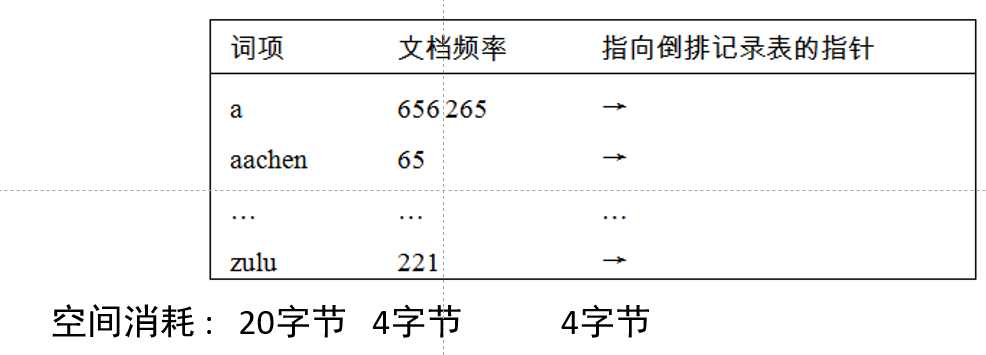 词项 文档频率 指向倒排记录表的指针
a 656 265 →
aachen 65 →
… … …
zulu 221 →
空间消耗： 20字节 4字节 4字节